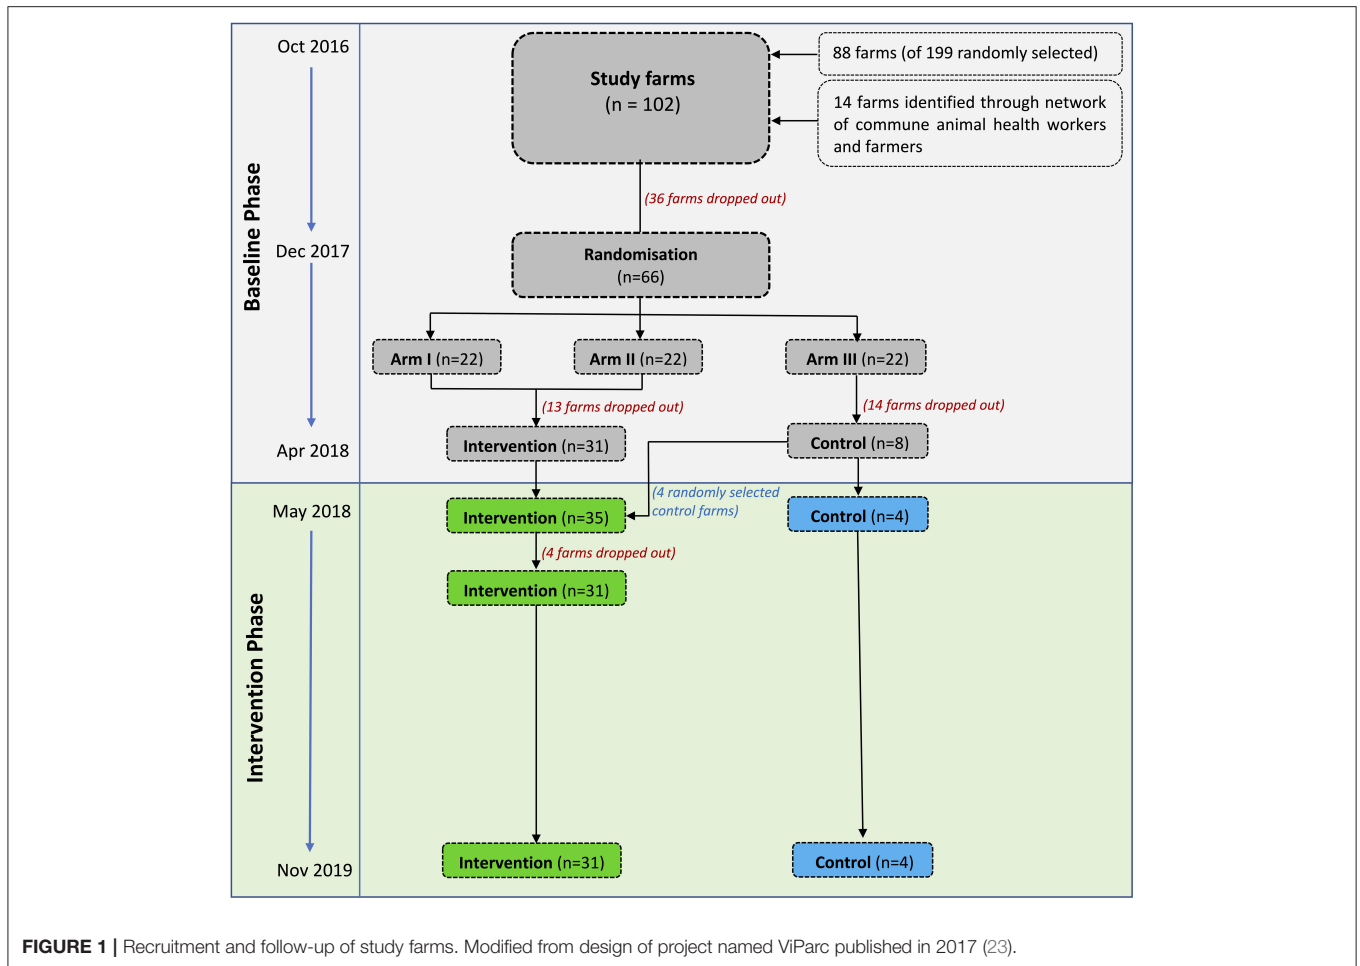 Oct 2016
Study farms
(n = 102)
88 farms (of 199 randomly selected)
14 farms identified through network
of commune animal health workers
and farmers
Baseline Phase
(36 farms dropped out)
Dec 2017
Randomisation
(n=66)
Arm I (n=22)
Arm II (n=22)
Arm III (n=22)
(13 farms dropped out)
(14 farms dropped out)
Apr 2018
Intervention (n=31)
Control (n=8)
(4 randomly selected
control farms)
May 2018
Intervention (n=35)
Control (n=4)
(4 farms dropped out)
Intervention (n=31)
Intervention Phase
Nov 2019
Intervention (n=31)
Control (n=4)
FIGURE 1 | Recruitment and follow-up of study farms. Modified from design of project named ViParc published in 2017 (23).